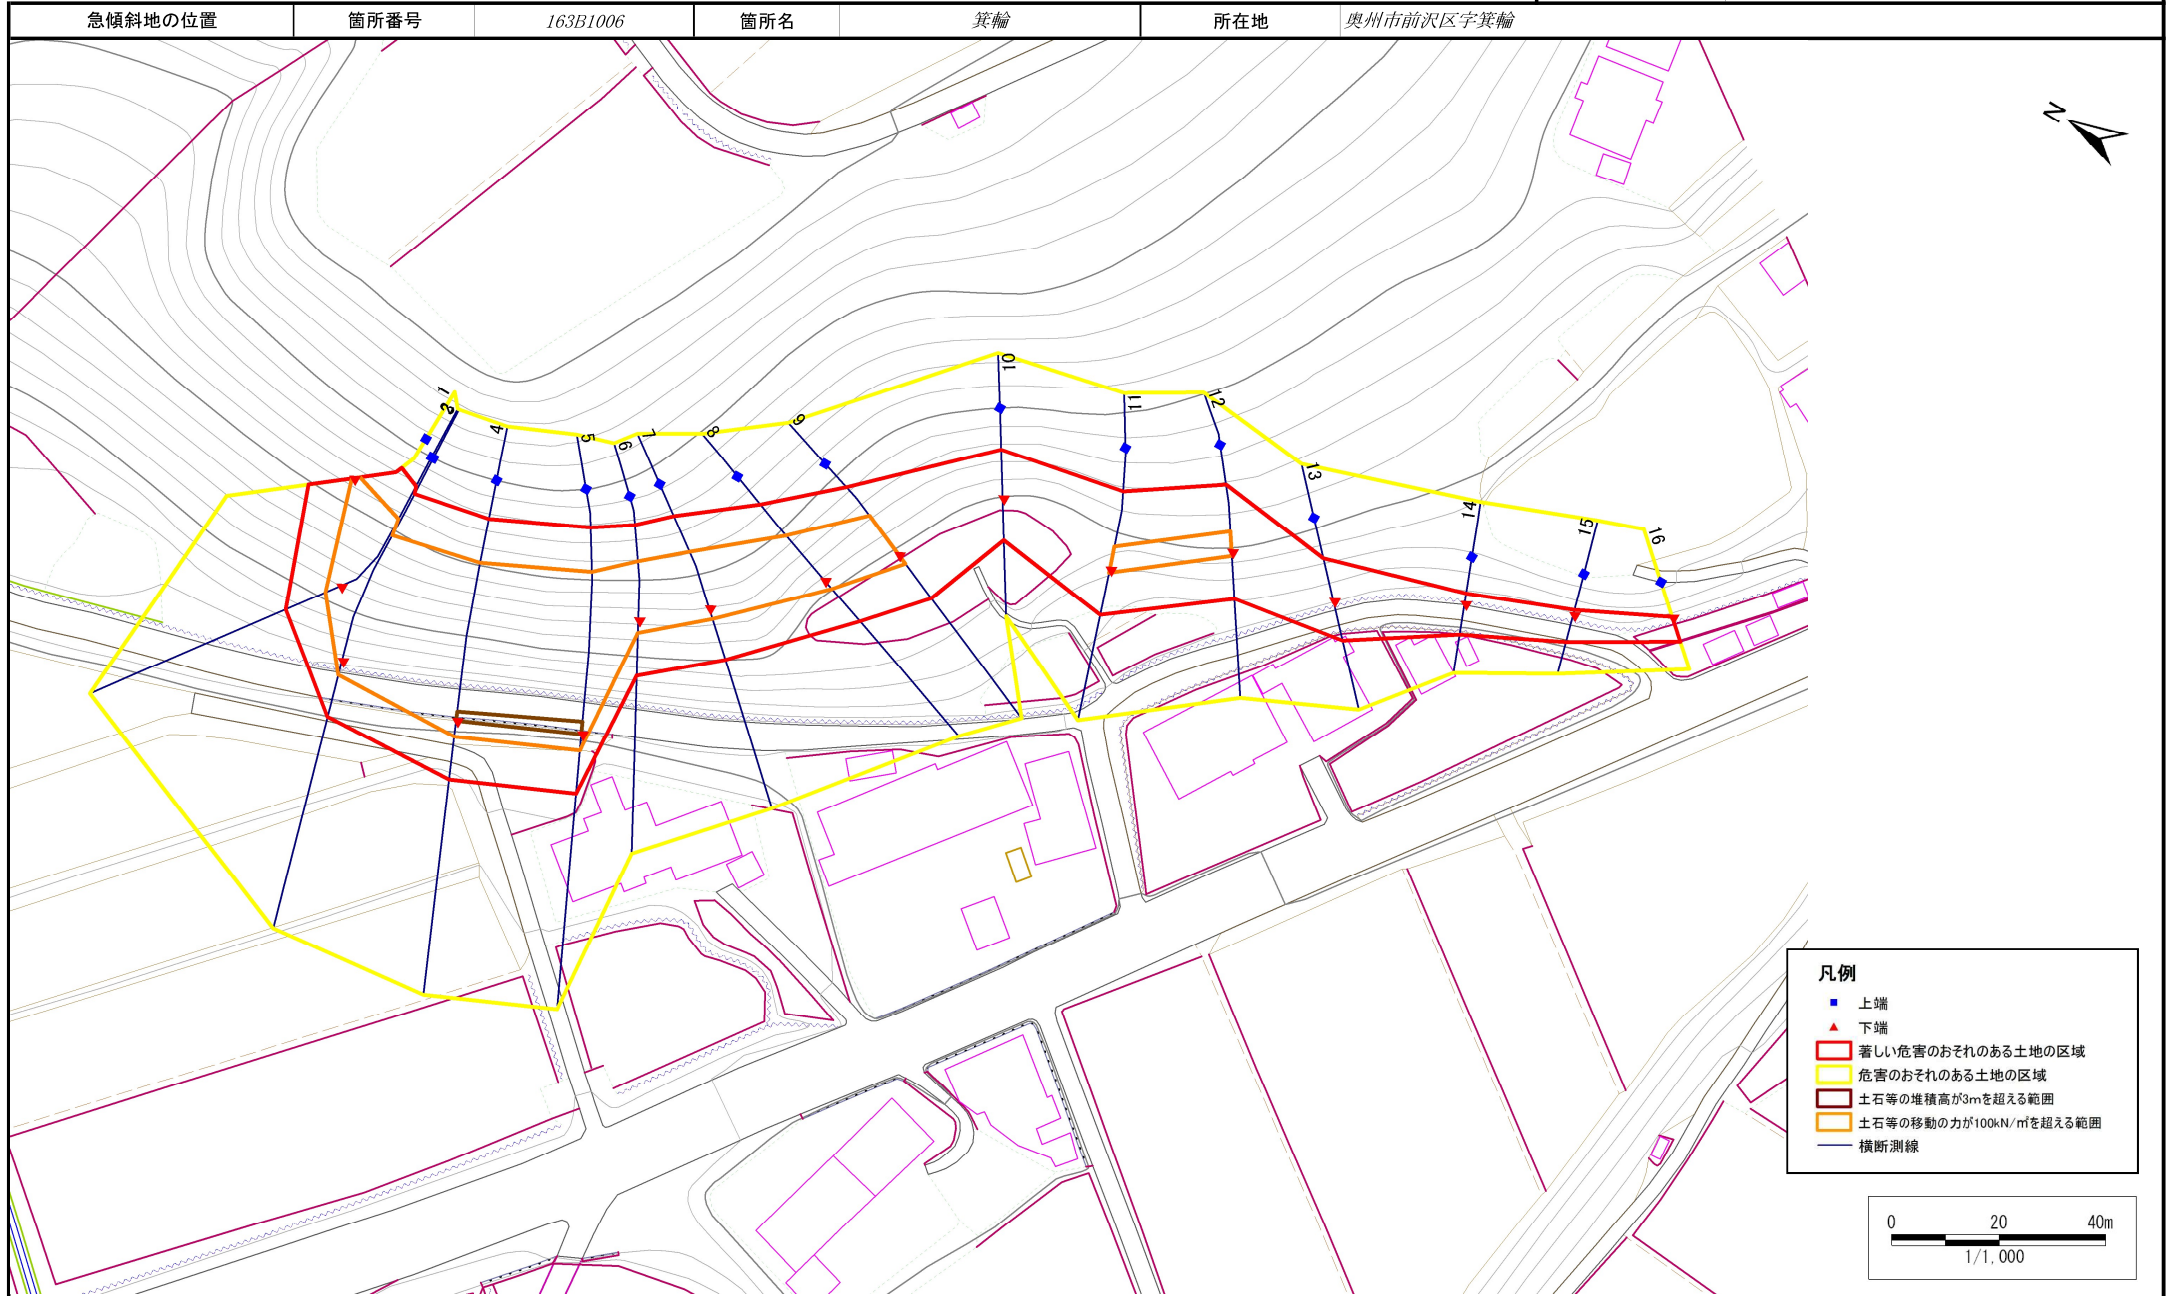 急傾斜地の位置 箇所番号 163B1006 箇所名 箕輪 所在地 奥州市前沢区字箕輪
N
1
2
4
5
6
7
8
9
10
11
12
13
14
15
16
凡例
上端
下端
著しい危害のおそれのある土地の区域
危害のおそれのある土地の区域
土石等の堆積高が3mを超える範囲
土石等の移動の力が100kN/㎡を超える範囲
横断測線
0 20 40m
1/1,000